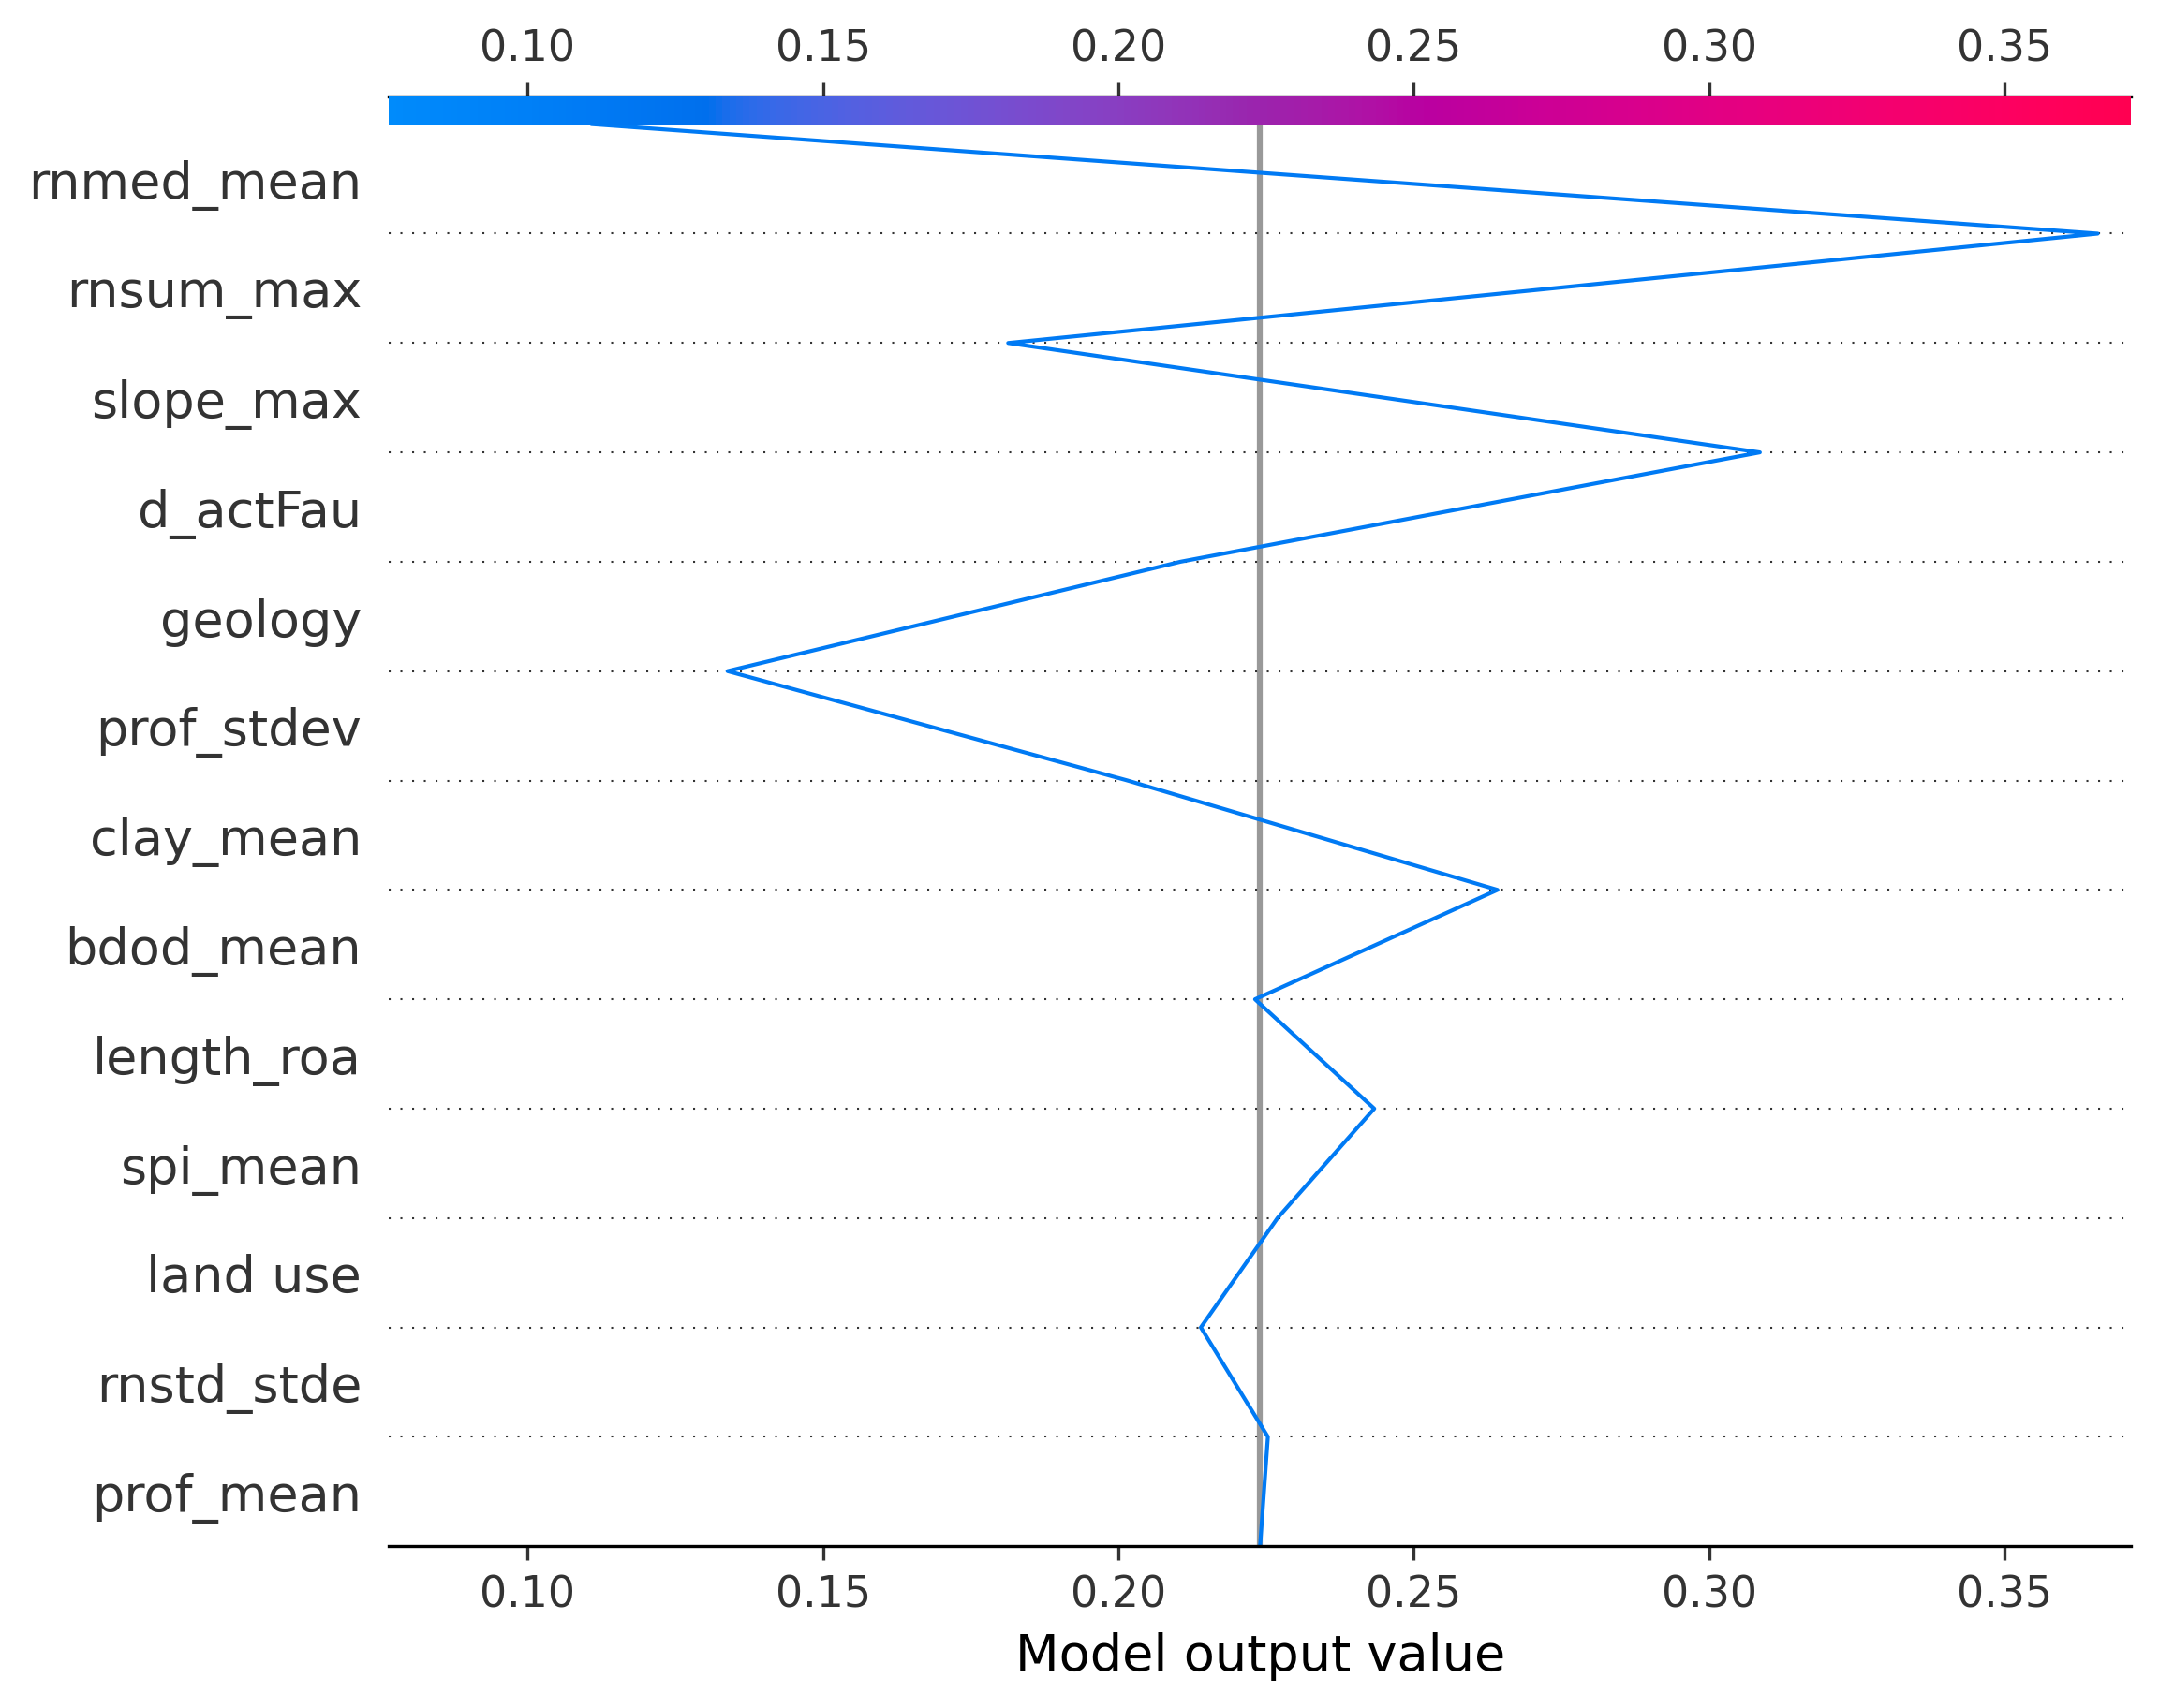 0.10 0.15 0.20 0.25 0.30 0.35
rnmed_mean
rnsum_max
slope_max
d_actFau
geology
prof_stdev
clay_mean
bdod_mean
length_roa
spi_mean
land use
rnstd_stde
prof_mean
0.10 0.15 0.20 0.25 0.30 0.35
Model output value